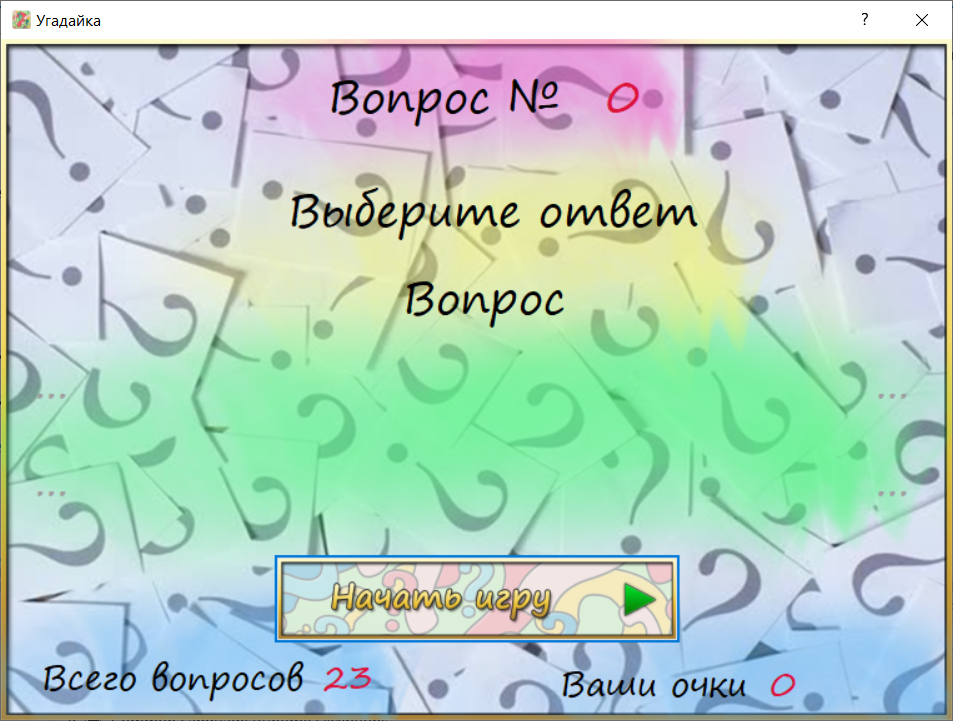 Угадайка
?
Вопрос № 0
Выберите ответ
Вопрос
... ...
... ...
Начать игру
Всего вопросов 23
Ваши очки 0